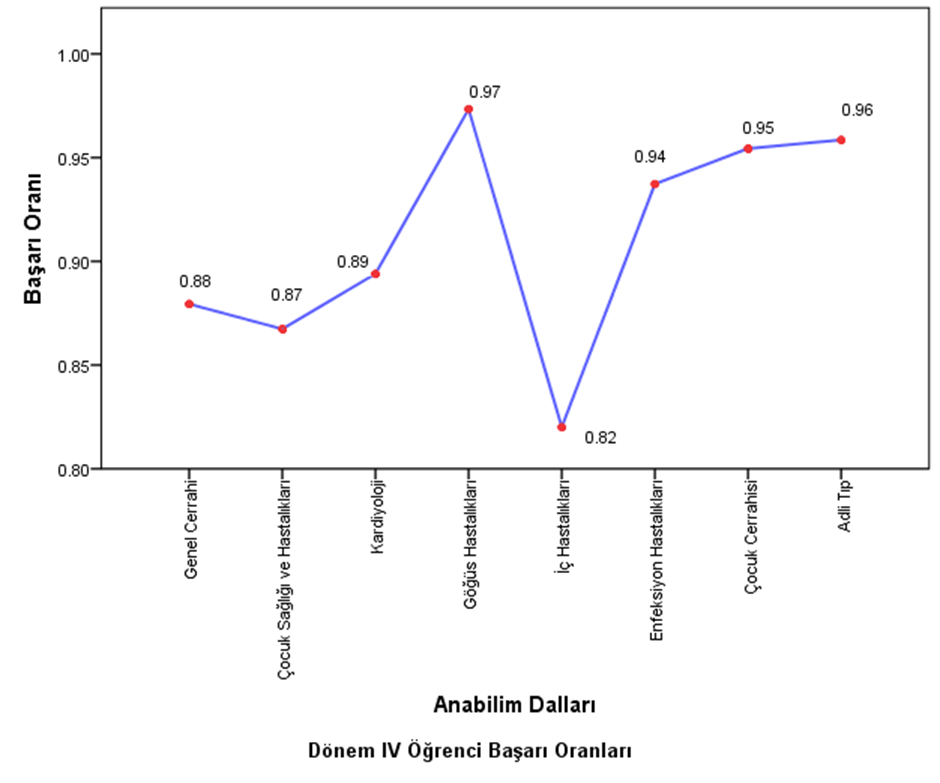 Başarı Oranı
1.00
0.95
0.90
0.85
0.80
0.88
0.87
0.89
0.97
0.82
0.94
0.95
0.96
Genel Cerrahi
Çocuk Sağlığı ve Hastalıkları
Kardiyoloji
Göğüs Hastalıkları
İç Hastalıkları
Enfeksiyon Hastalıkları
Çocuk Cerrahisi
Adli Tıp
Anabilim Dalları
Dönem IV Öğrenci Başarı Oranları